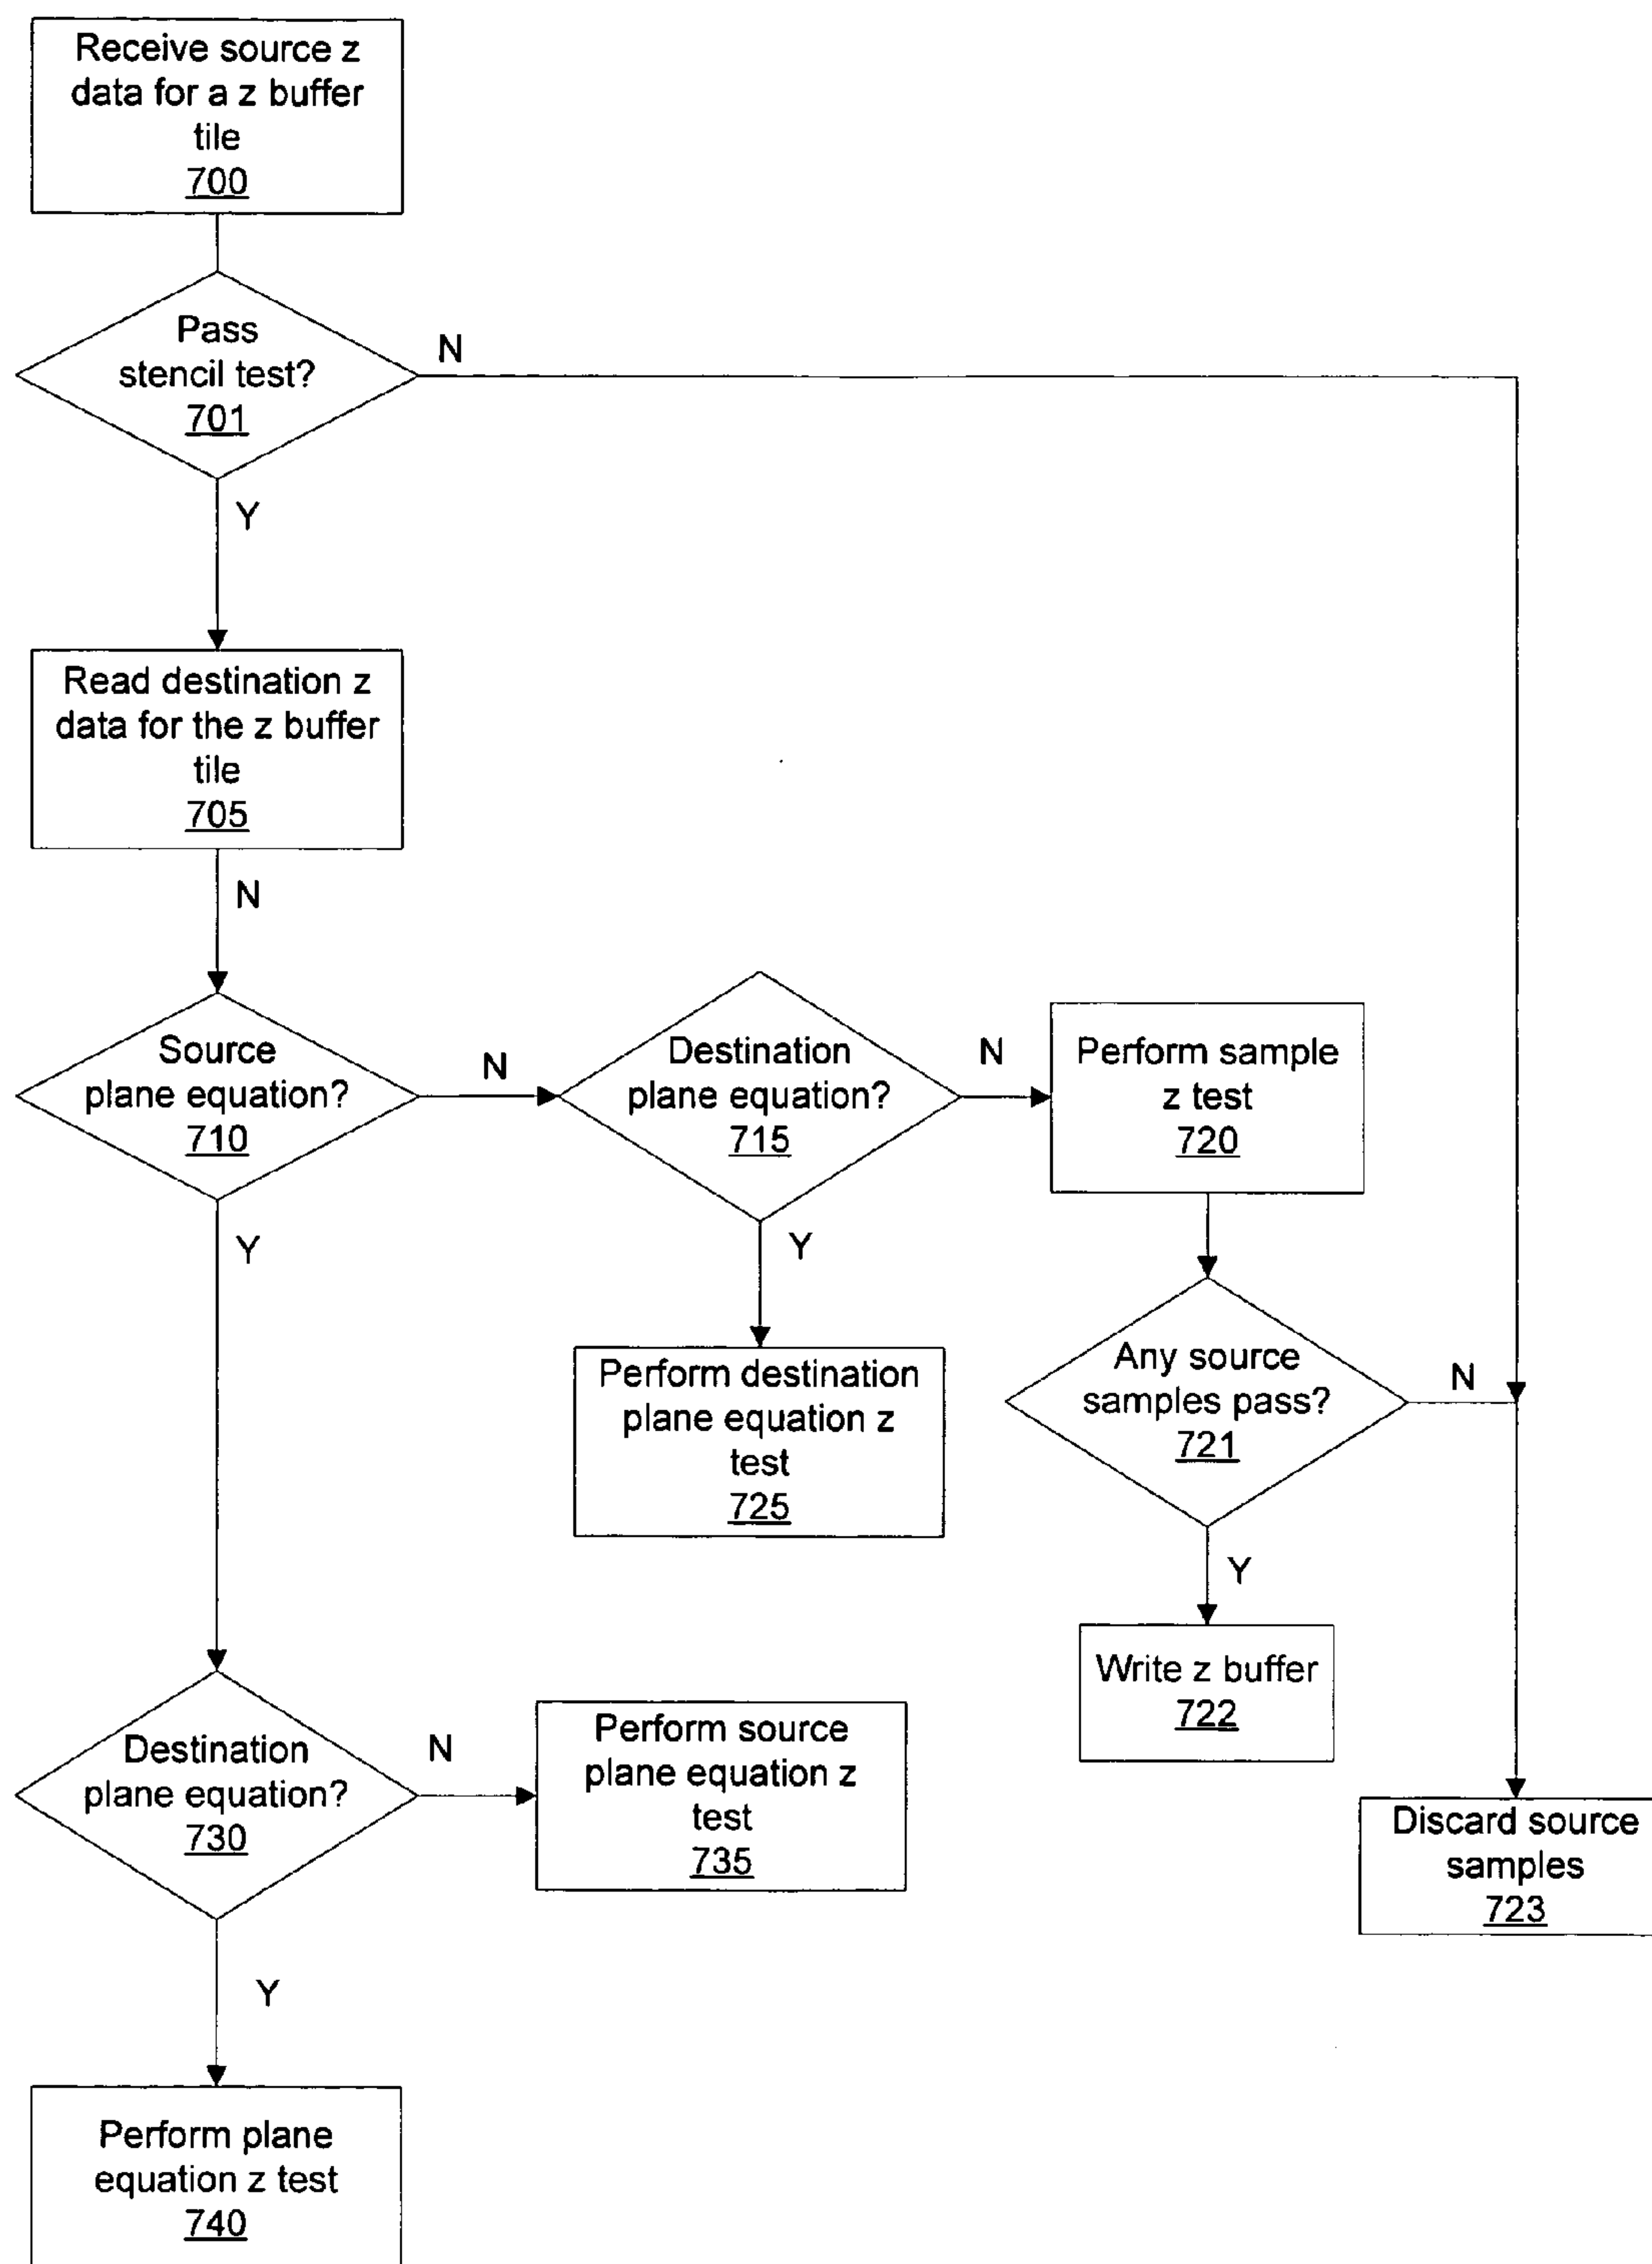 Receive source z
data for a z buffer
tile
700
Pass
stencil test?
701
N
Y
Read destination z
data for the z buffer
tile
705
N
Source
plane equation?
710
N
Destination
plane equation?
715
N
Perform sample
z test
720
Y
Y
Perform destination
plane equation z
test
725
Any source
samples pass?
721
N
Y
Write z buffer
722
Destination
plane equation?
730
N
Perform source
plane equation z
test
735
Discard source
samples
723
Y
Perform plane
equation z test
740